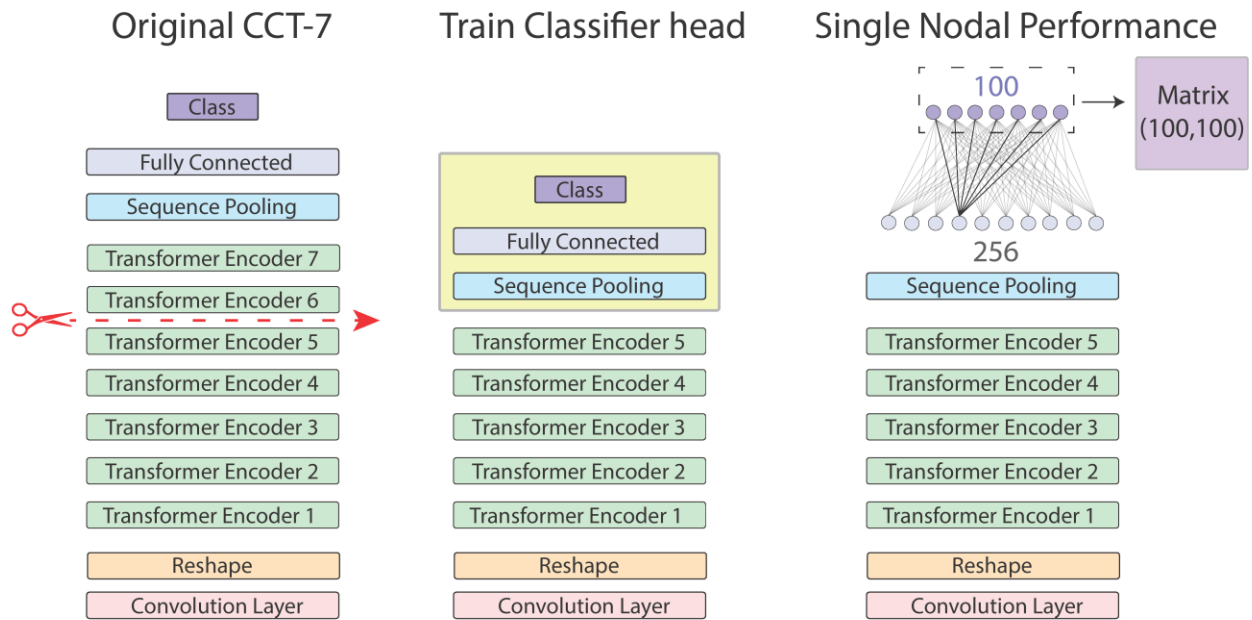 Original CCT-7
Class
Fully Connected
Sequence Pooling
Transformer Encoder 7
Transformer Encoder 6
Transformer Encoder 5
Transformer Encoder 4
Transformer Encoder 3
Transformer Encoder 2
Transformer Encoder 1
Reshape
Convolution Layer
Train Classifier head
Class
Fully Connected
Sequence Pooling
Transformer Encoder 5
Transformer Encoder 4
Transformer Encoder 3
Transformer Encoder 2
Transformer Encoder 1
Reshape
Convolution Layer
Single Nodal Performance
100
Matrix
(100,100)
256
Sequence Pooling
Transformer Encoder 5
Transformer Encoder 4
Transformer Encoder 3
Transformer Encoder 2
Transformer Encoder 1
Reshape
Convolution Layer